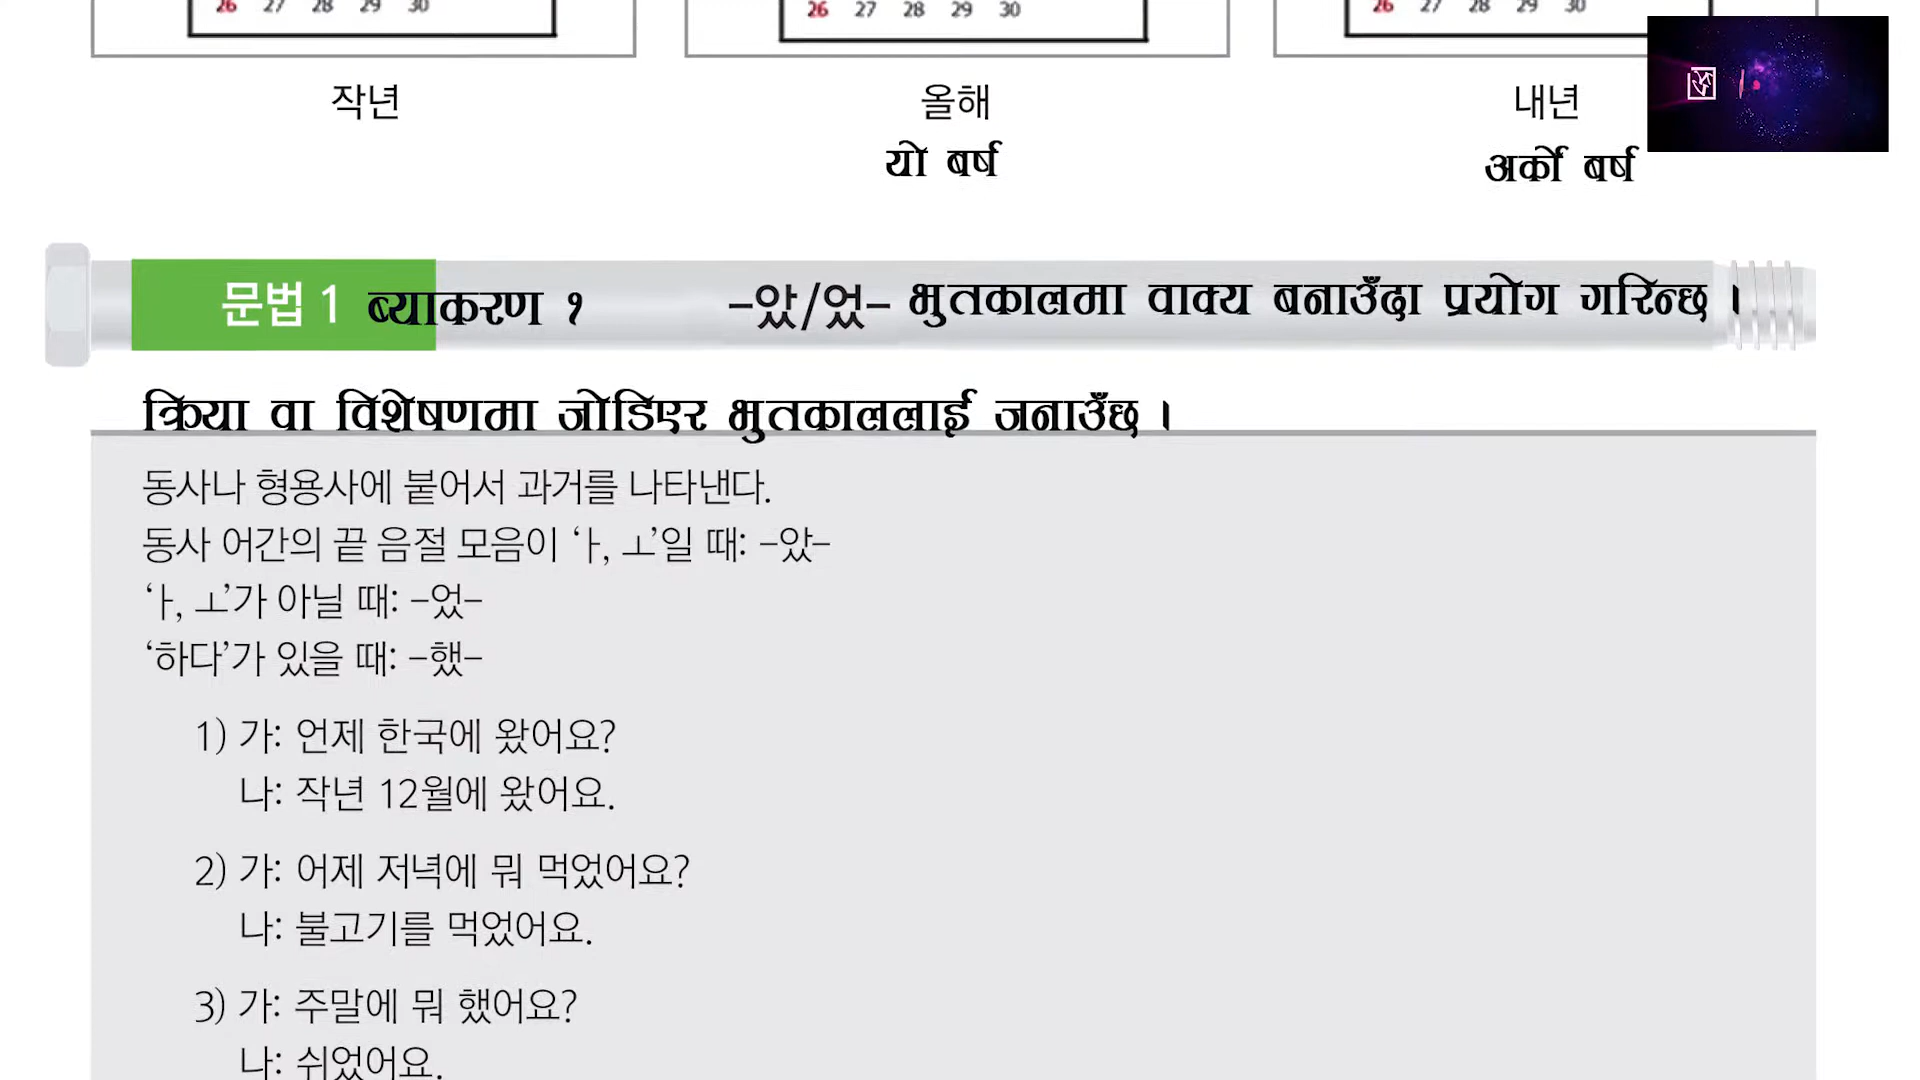 26 27 28 29 30
26 27 28 29 30
26 27 28 29 30
작년
올해
내년
यो बर्ष
अर्को बर्ष
문법 1 ब्याकरण १ –았/었– भुतकालमा वाक्य बनाउँदा प्रयोग गरिन्छ ।
क्रिया वा विशेषणमा जोडिएर भुतकाललाई जनाउँछ ।
동사나 형용사에 붙어서 과거를 나타낸다.
동사 어간의 끝 음절 모음이 ‘ㅏ, ㅗ’일 때: –았–
‘ㅏ, ㅗ’가 아닐 때: –었–
‘하다’가 있을 때: –했–
1) 가: 언제 한국에 왔어요?
나: 작년 12월에 왔어요.
2) 가: 어제 저녁에 뭐 먹었어요?
나: 불고기를 먹었어요.
3) 가: 주말에 뭐 했어요?
나: 쉬었어요.